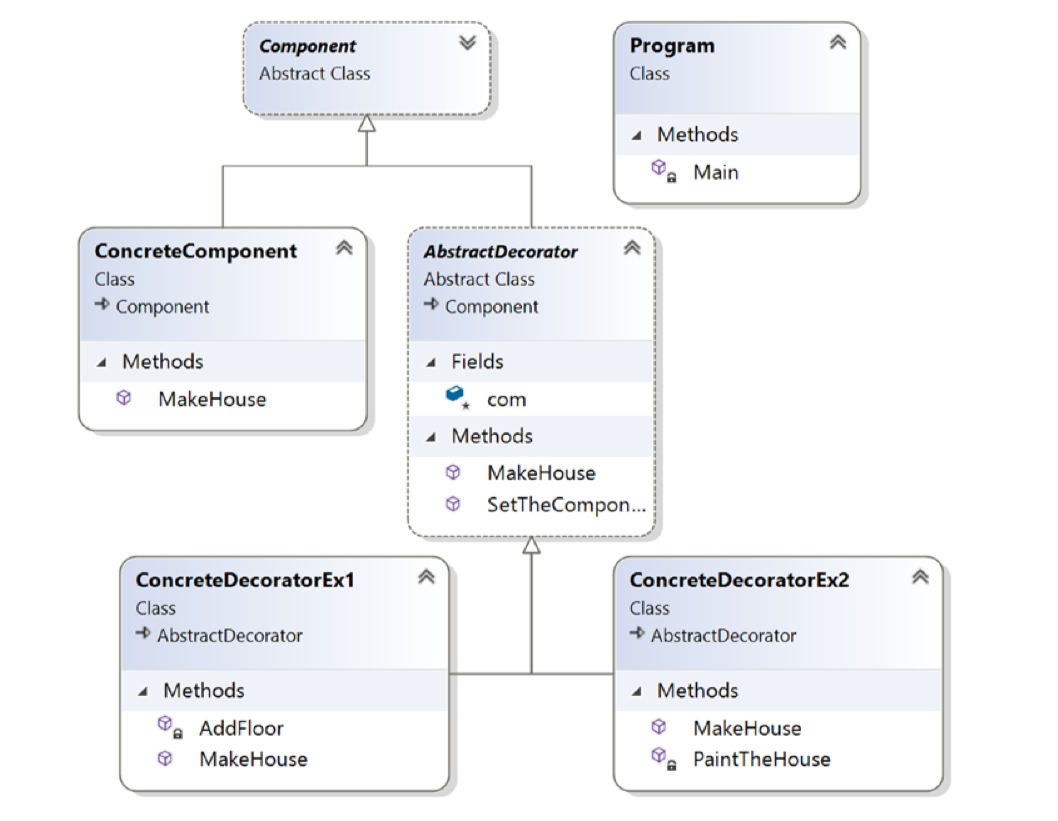 Component
Abstract Class
Program
Class
Methods
Main
ConcreteComponent
Class
Component
Methods
MakeHouse
AbstractDecorator
Abstract Class
Component
Fields
com
Methods
MakeHouse
SetTheCompon...
ConcreteDecoratorEx1
Class
AbstractDecorator
Methods
AddFloor
MakeHouse
ConcreteDecoratorEx2
Class
AbstractDecorator
Methods
MakeHouse
PaintTheHouse